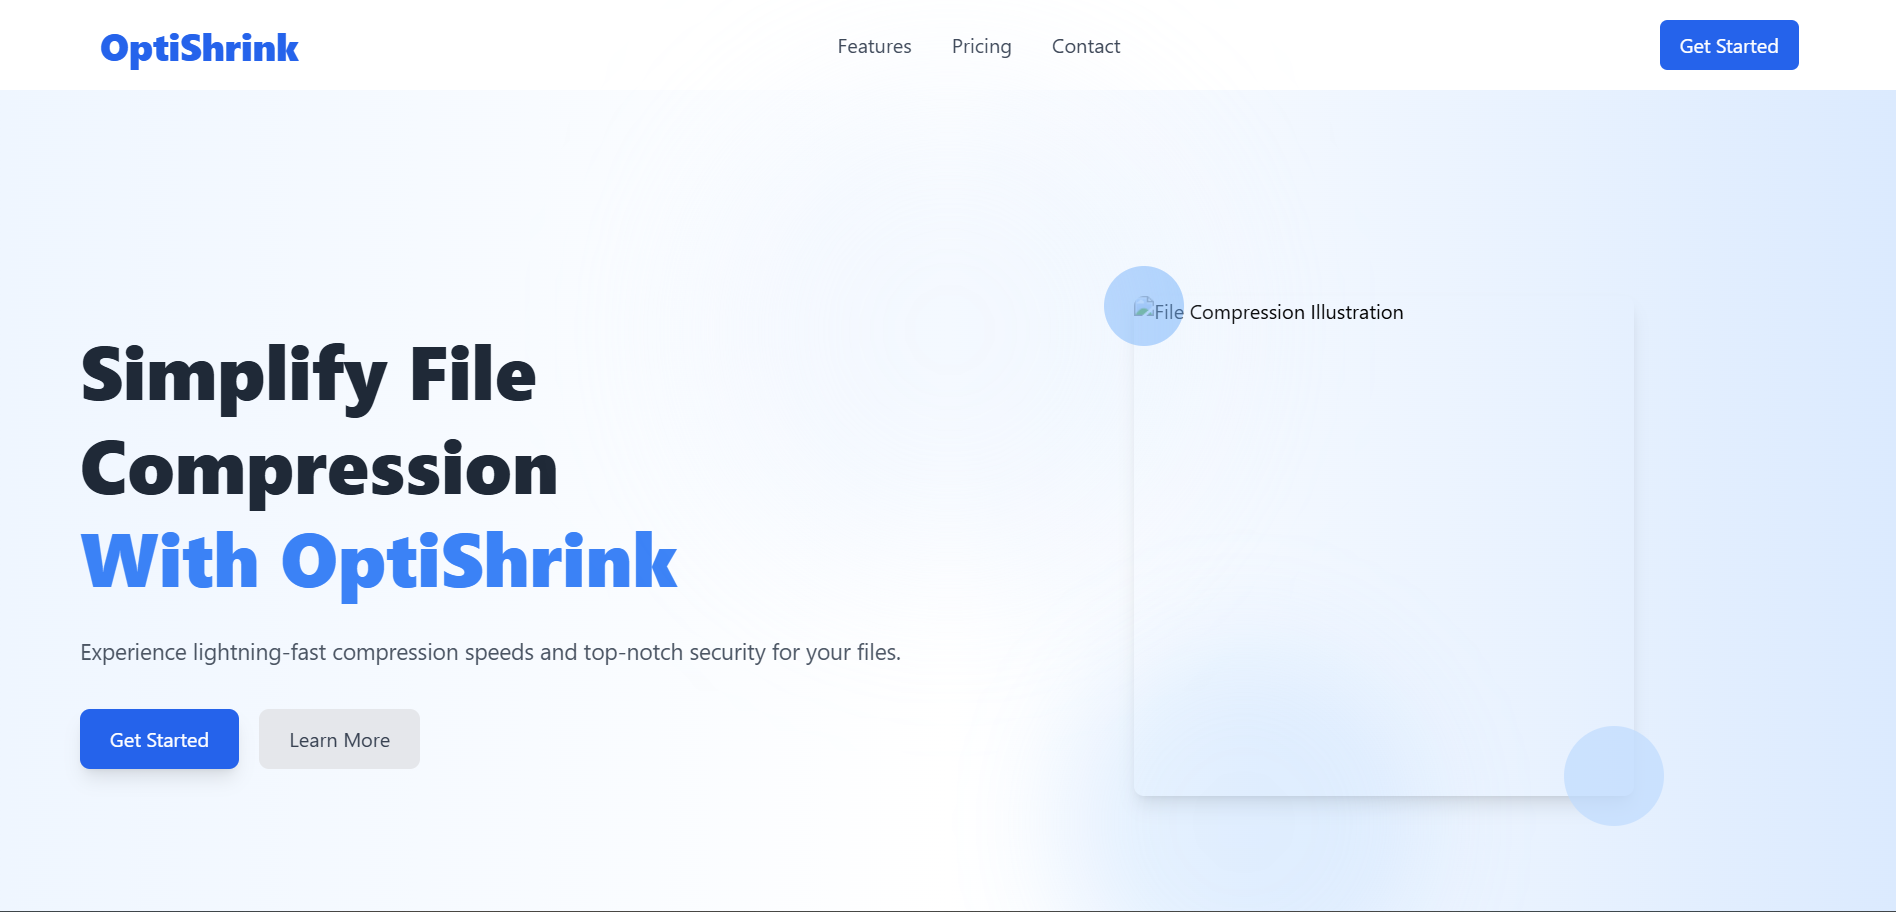 OptiShrink
Features
Pricing
Contact
Get Started
Simplify File
Compression
With OptiShrink
Experience lightning-fast compression speeds and top-notch security for your files.
Get Started
Learn More
File Compression Illustration